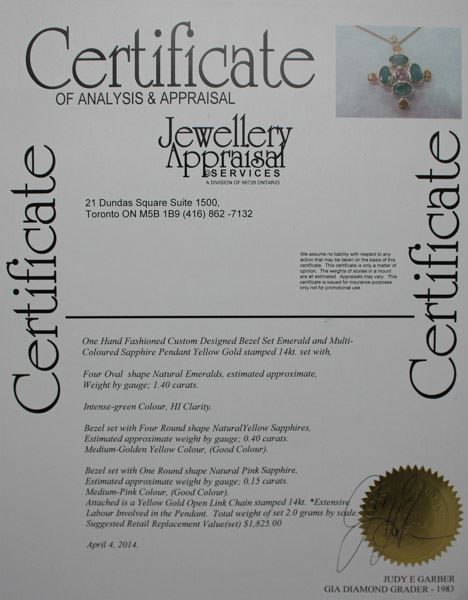 Certificate
OF ANALYSIS & APPRAISAL
Jewellery
Appraisal
SERVICES
A DIVISION OF 66728 ONTARIO
21 Dundas Square Suite 1500,
Toronto ON M5B 1B9 (416) 862 -7132
Certificate
Certificate
We assume no liability with respect to any
action that may be taken on the basis of this
certificate. This certificate is only a matter of
opinion. The weights of stones in a mount
are all estimated. Appraisals may vary. This
certificate is issued for insurance purposes
only not for promotional use.
One Hand Fashioned Custom Designed Bezel Set Emerald and Multi-
Coloured Sapphire Pendant Yellow Gold stamped 14kt. set with,
Four Oval shape Natural Emeralds, estimated approximate,
Weight by gauge; 1.40 carats.
Intense-green Colour, HI Clarity.
Bezel set with Four Round shape NaturalYellow Sapphires,
Estimated approximate weight by gauge; 0.40 carats.
Medium-Golden Yellow Colour, (Good Colour).
Bezel set with One Round shape Natural Pink Sapphire,
Estimated approximate weight by gauge; 0.15 carats.
Medium-Pink Colour, (Good Colour).
Attached is a Yellow Gold Open Link Chain stamped 14kt. *Extensive
Labour Involved in the Pendant. Total weight of set 2.0 grams by scale.
Suggested Retail Replacement Value(set) $1,825.00
April 4, 2014.
JUDY E GARBER
GIA DIAMOND GRADER - 1983